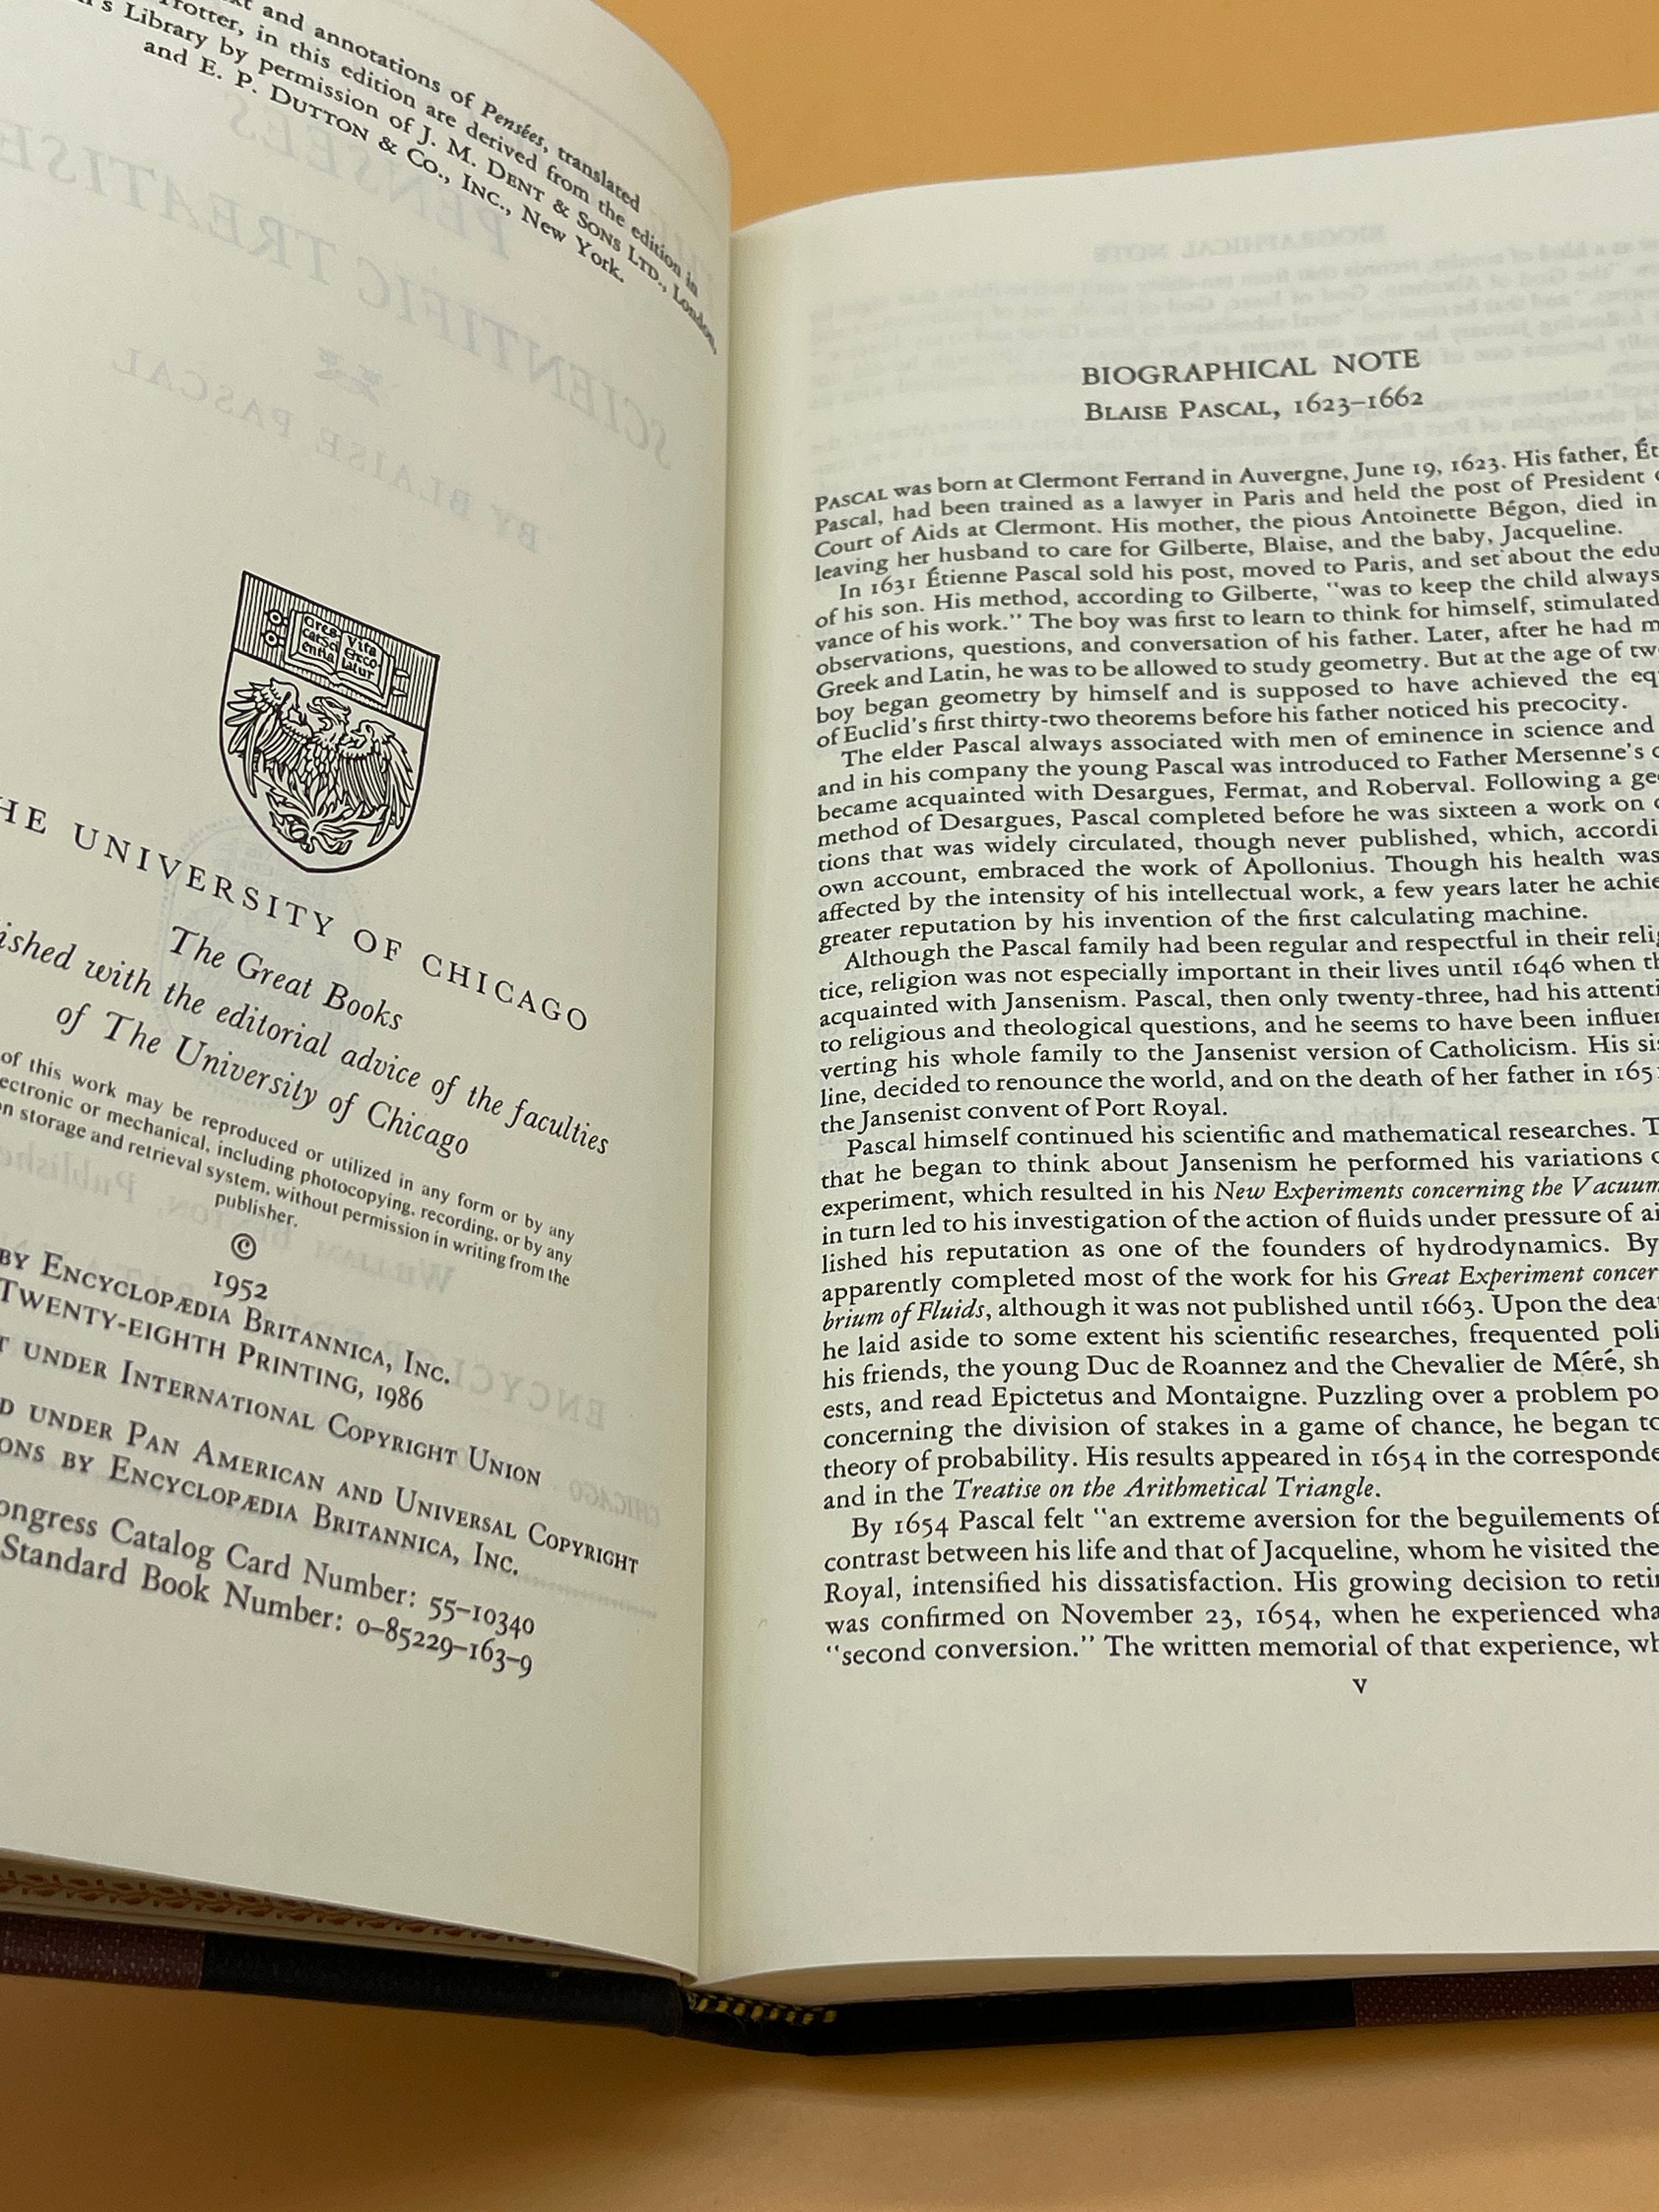 and annotations of Pensées, translated
Trotter, in this edition are derived from the edition in
Library by permission of J. M. DENT & SONS LTD., London,
and E. P. DUTTON & CO., INC., New York.
ores Vita
cat Sci exco
entia latur
THE UNIVERSITY OF CHICAGO
The Great Books
ished with the editorial advice of the faculties
of The University of Chicago
of this work may be reproduced or utilized in any form or by any
ectronic or mechanical, including photocopying, recording, or by any
on storage and retrieval system, without permission in writing from the
publisher.
©
1952
BY ENCYCLOPÆDIA BRITANNICA, INC.
TWENTY-EIGHTH PRINTING, 1986
T UNDER INTERNATIONAL COPYRIGHT UNION
D UNDER PAN AMERICAN AND UNIVERSAL COPYRIGHT
ONS BY ENCYCLOPÆDIA BRITANNICA, INC.
ongress Catalog Card Number: 55-10340
Standard Book Number: 0-85229-163-9
BIOGRAPHICAL NOTE
BLAISE PASCAL, 1623-1662
PASCAL was born at Clermont Ferrand in Auvergne, June 19, 1623. His father, Ét
Pascal, had been trained as a lawyer in Paris and held the post of President
Court of Aids at Clermont. His mother, the pious Antoinette Bégon, died in
leaving her husband to care for Gilberte, Blaise, and the baby, Jacqueline.
In 1631 Étienne Pascal sold his post, moved to Paris, and set about the edu
of his son. His method, according to Gilberte, "was to keep the child always
vance of his work." The boy was first to learn to think for himself, stimulated
observations, questions, and conversation of his father. Later, after he had m
Greek and Latin, he was to be allowed to study geometry. But at the age of tw
boy began geometry by himself and is supposed to have achieved the eq
of Euclid's first thirty-two theorems before his father noticed his precocity.
The elder Pascal always associated with men of eminence in science and
and in his company the young Pascal was introduced to Father Mersenne's c
became acquainted with Desargues, Fermat, and Roberval. Following a ge
method of Desargues, Pascal completed before he was sixteen a work on c
tions that was widely circulated, though never published, which, accordi
own account, embraced the work of Apollonius. Though his health was
affected by the intensity of his intellectual work, a few years later he achie
greater reputation by his invention of the first calculating machine.
Although the Pascal family had been regular and respectful in their relig
tice, religion was not especially important in their lives until 1646 when th
acquainted with Jansenism. Pascal, then only twenty-three, had his attenti
to religious and theological questions, and he seems to have been influen
verting his whole family to the Jansenist version of Catholicism. His sis
line, decided to renounce the world, and on the death of her father in 1651
the Jansenist convent of Port Royal.
Pascal himself continued his scientific and mathematical researches. T
that he began to think about Jansenism he performed his variations o
experiment, which resulted in his New Experiments concerning the Vacuum
in turn led to his investigation of the action of fluids under pressure of ai
lished his reputation as one of the founders of hydrodynamics. By
apparently completed most of the work for his Great Experiment concer
brium of Fluids, although it was not published until 1663. Upon the dea
he laid aside to some extent his scientific researches, frequented poli
his friends, the young Duc de Roannez and the Chevalier de Méré, sh
ests, and read Epictetus and Montaigne. Puzzling over a problem po
concerning the division of stakes in a game of chance, he began to
theory of probability. His results appeared in 1654 in the corresponde
and in the Treatise on the Arithmetical Triangle.
By 1654 Pascal felt "an extreme aversion for the beguilements of
contrast between his life and that of Jacqueline, whom he visited the
Royal, intensified his dissatisfaction. His growing decision to retir
was confirmed on November 23, 1654, when he experienced wha
"second conversion." The written memorial of that experience, wh
v